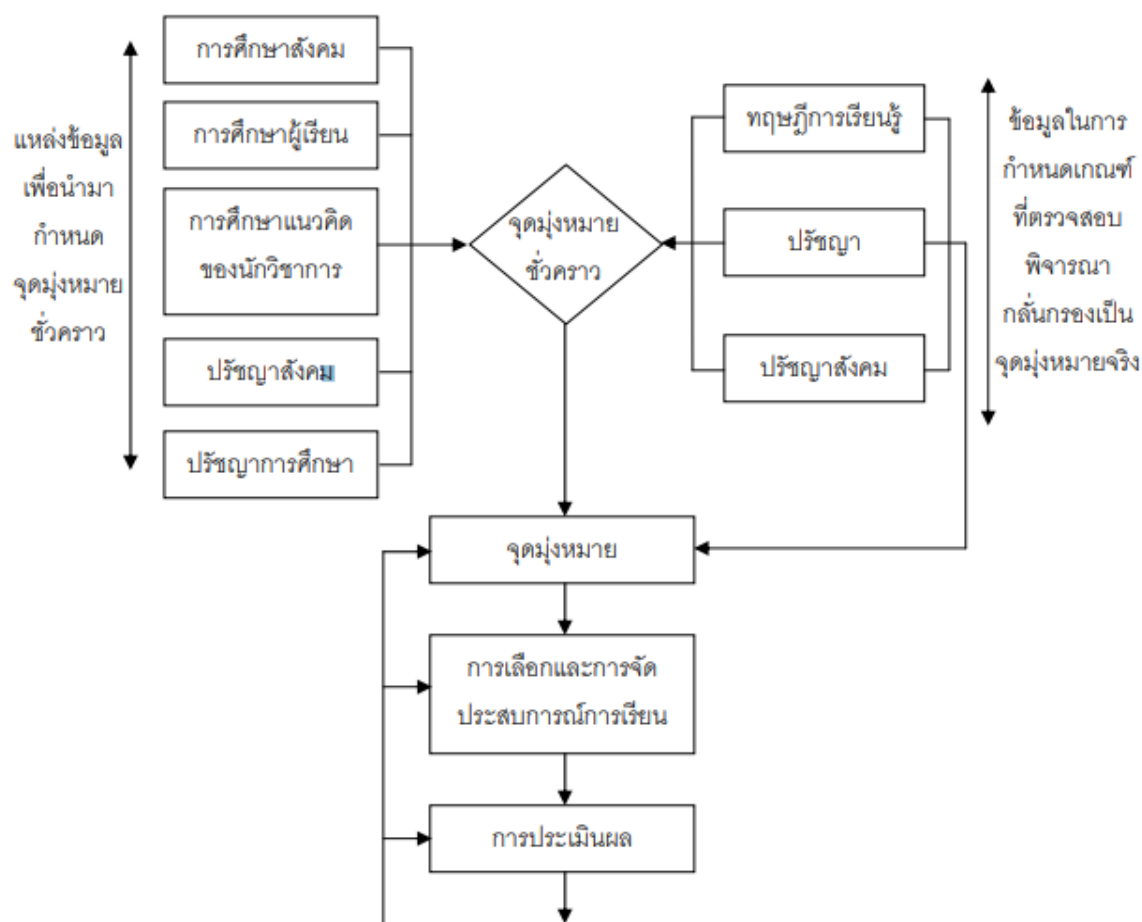 การศึกษาสังคม
การศึกษาผู้เรียน
การศึกษาแนวคิด
ของนักวิชาการ
ปรัชญาสังคม
ปรัชญาการศึกษา
แหล่งข้อมูล
เพื่อนำมา
กำหนด
จุดมุ่งหมาย
ชั่วคราว
จุดมุ่งหมาย
ชั่วคราว
ทฤษฎีการเรียนรู้
ปรัชญา
ปรัชญาสังคม
ข้อมูลในการ
กำหนดเกณฑ์
ที่ตรวจสอบ
พิจารณา
กลั่นกรองเป็น
จุดมุ่งหมายจริง
จุดมุ่งหมาย
การเลือกและการจัด
ประสบการณ์การเรียน
การประเมินผล